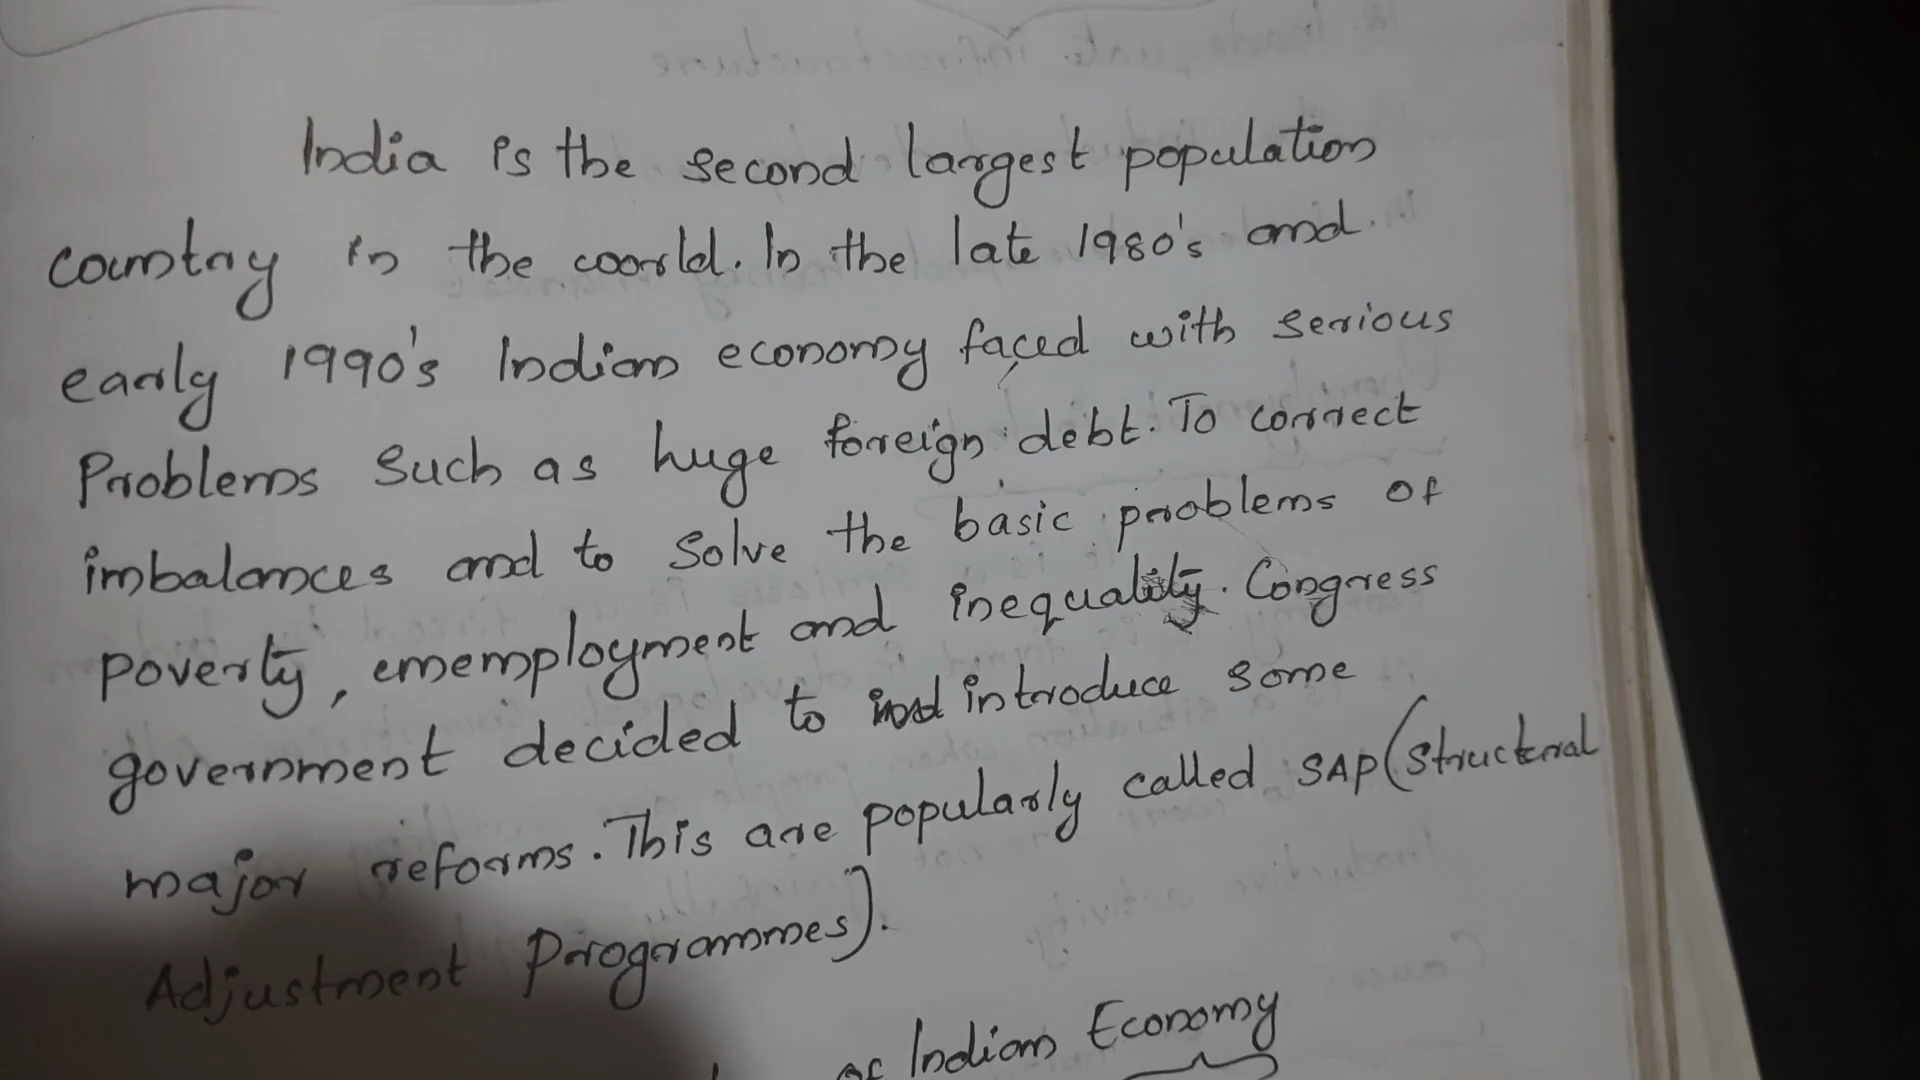 India is the second largest population
country in the world. In the late 1980's and
early 1990's Indian economy faced with serious
Problems such as huge foreign debt. To correct
imbalances and to solve the basic problems of
poverty, unemployment and inequality. Congress
government decided to introduce some
major reforms. This are popularly called SAP (Structural
Adjustment Programmes).
of Indian Economy